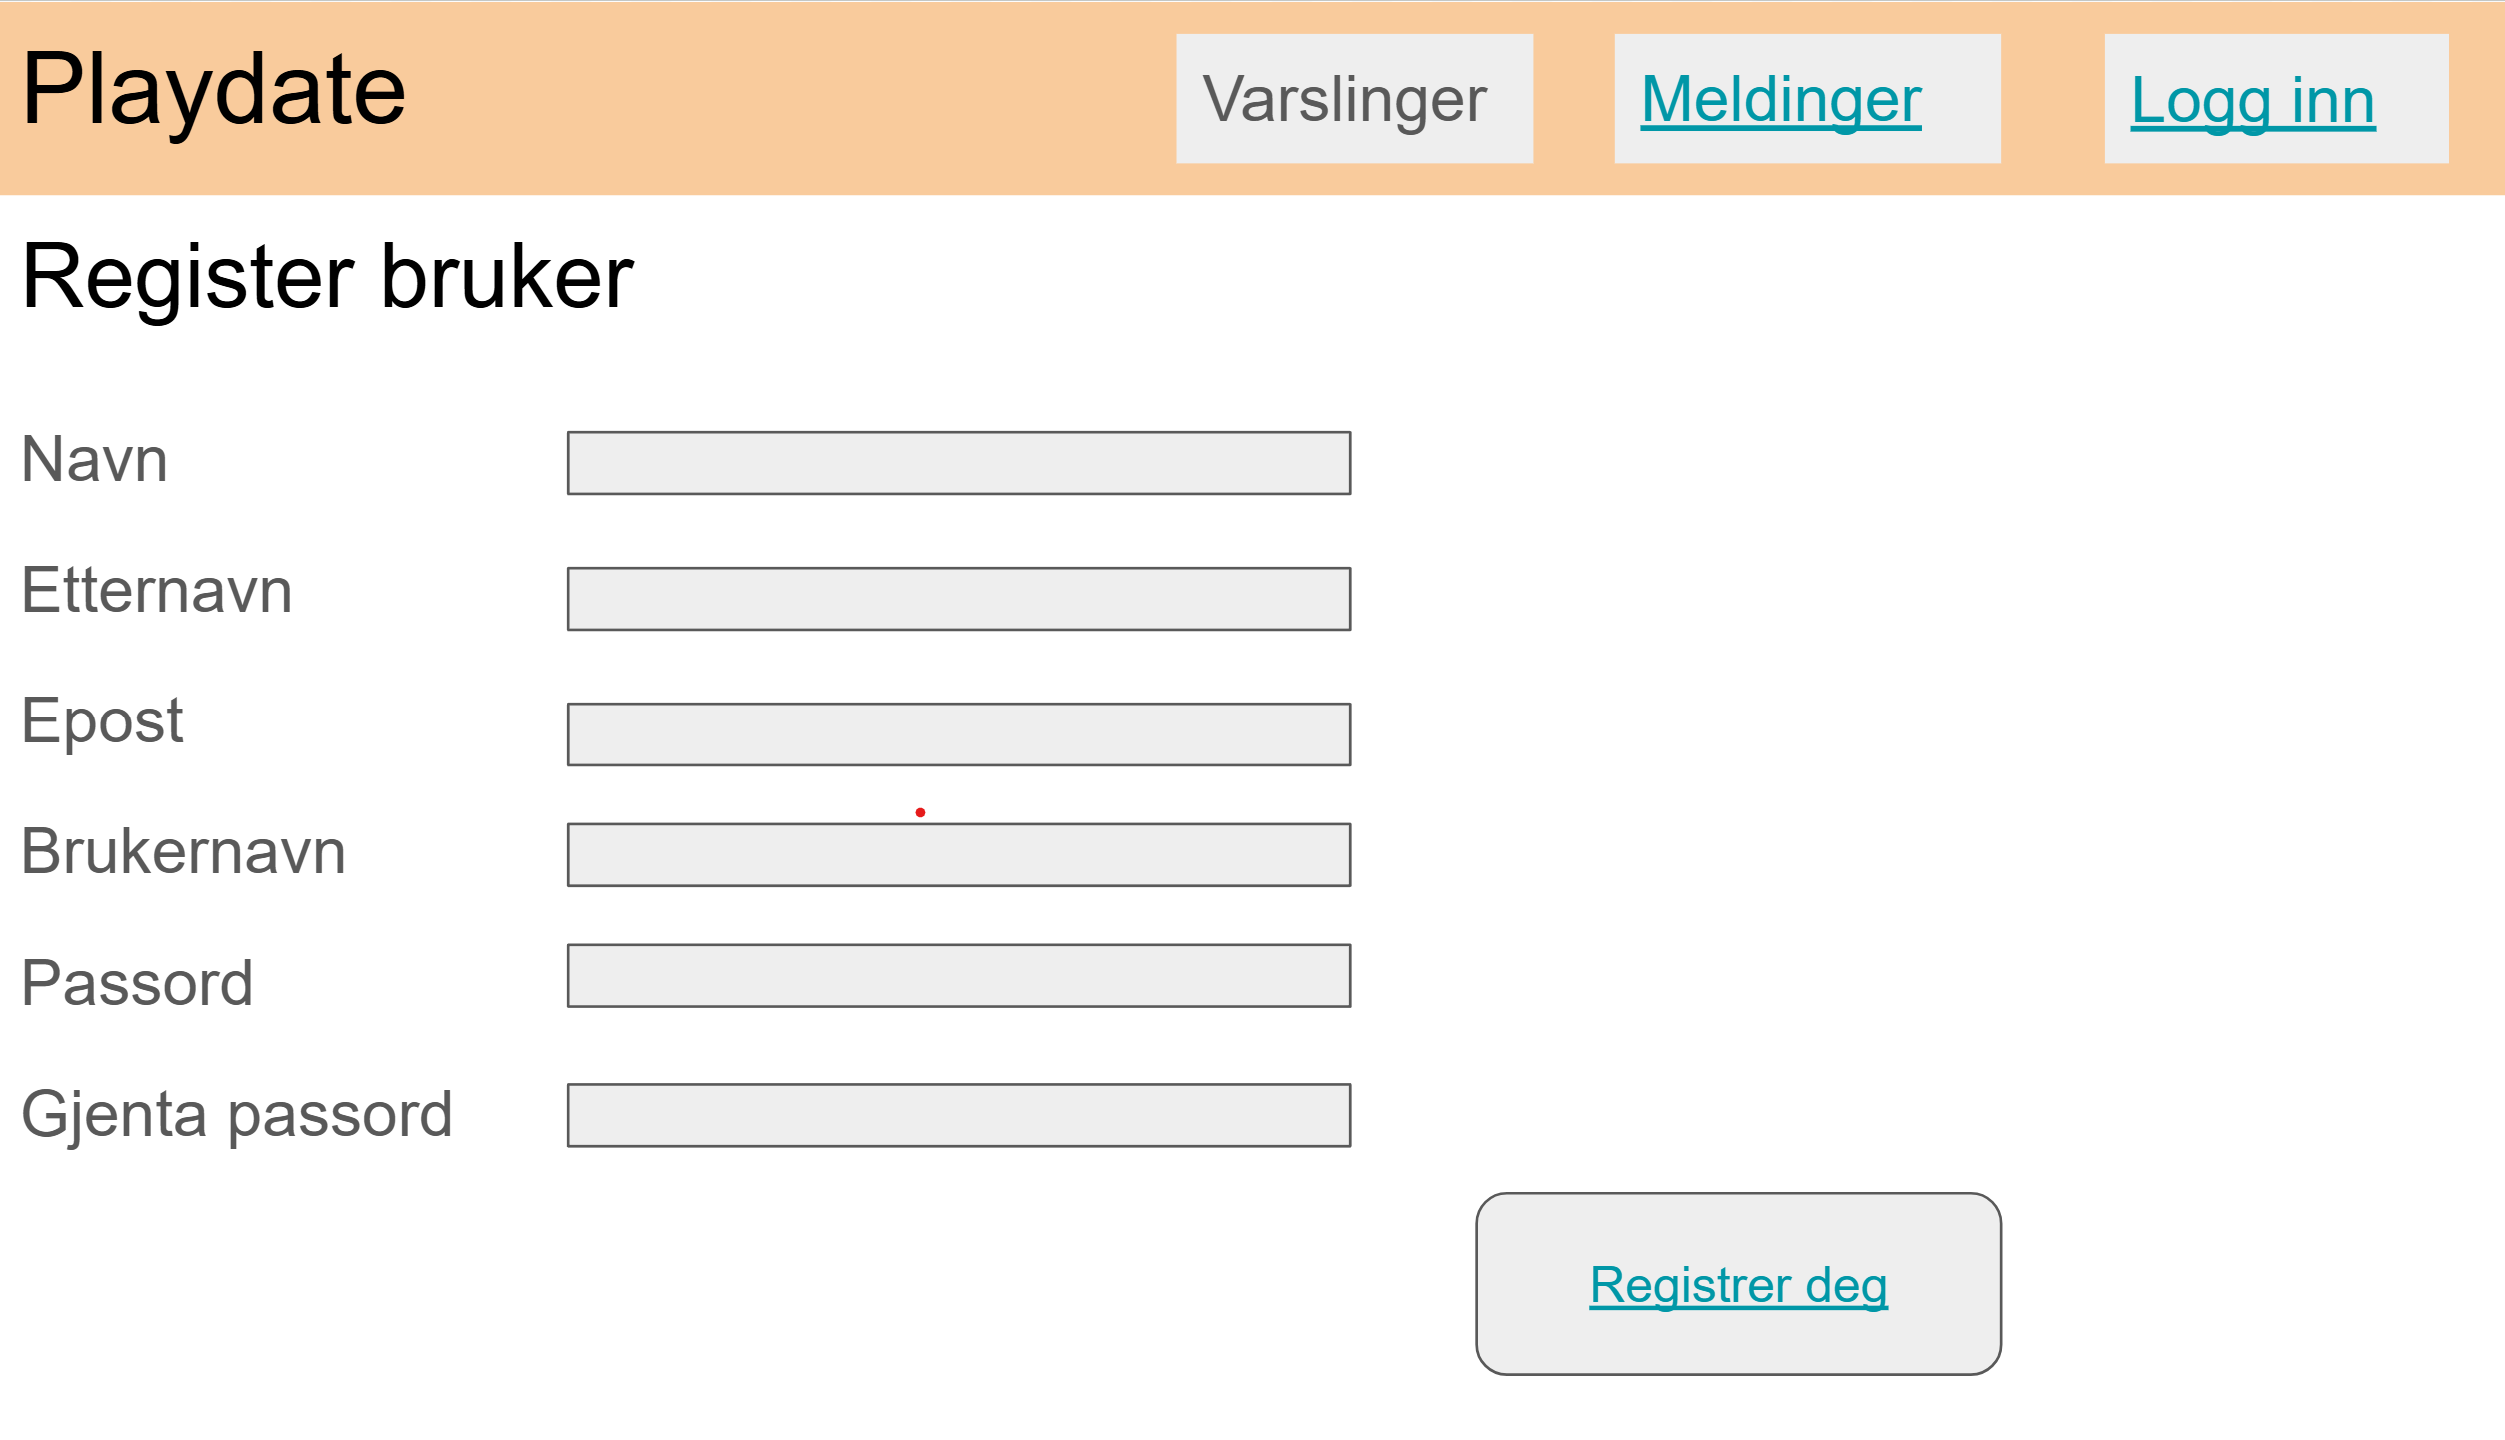 Playdate
Varslinger
Meldinger
Logg inn
Register bruker
Navn
Etternavn
Epost
Brukernavn
Passord
Gjenta passord
Registrer deg